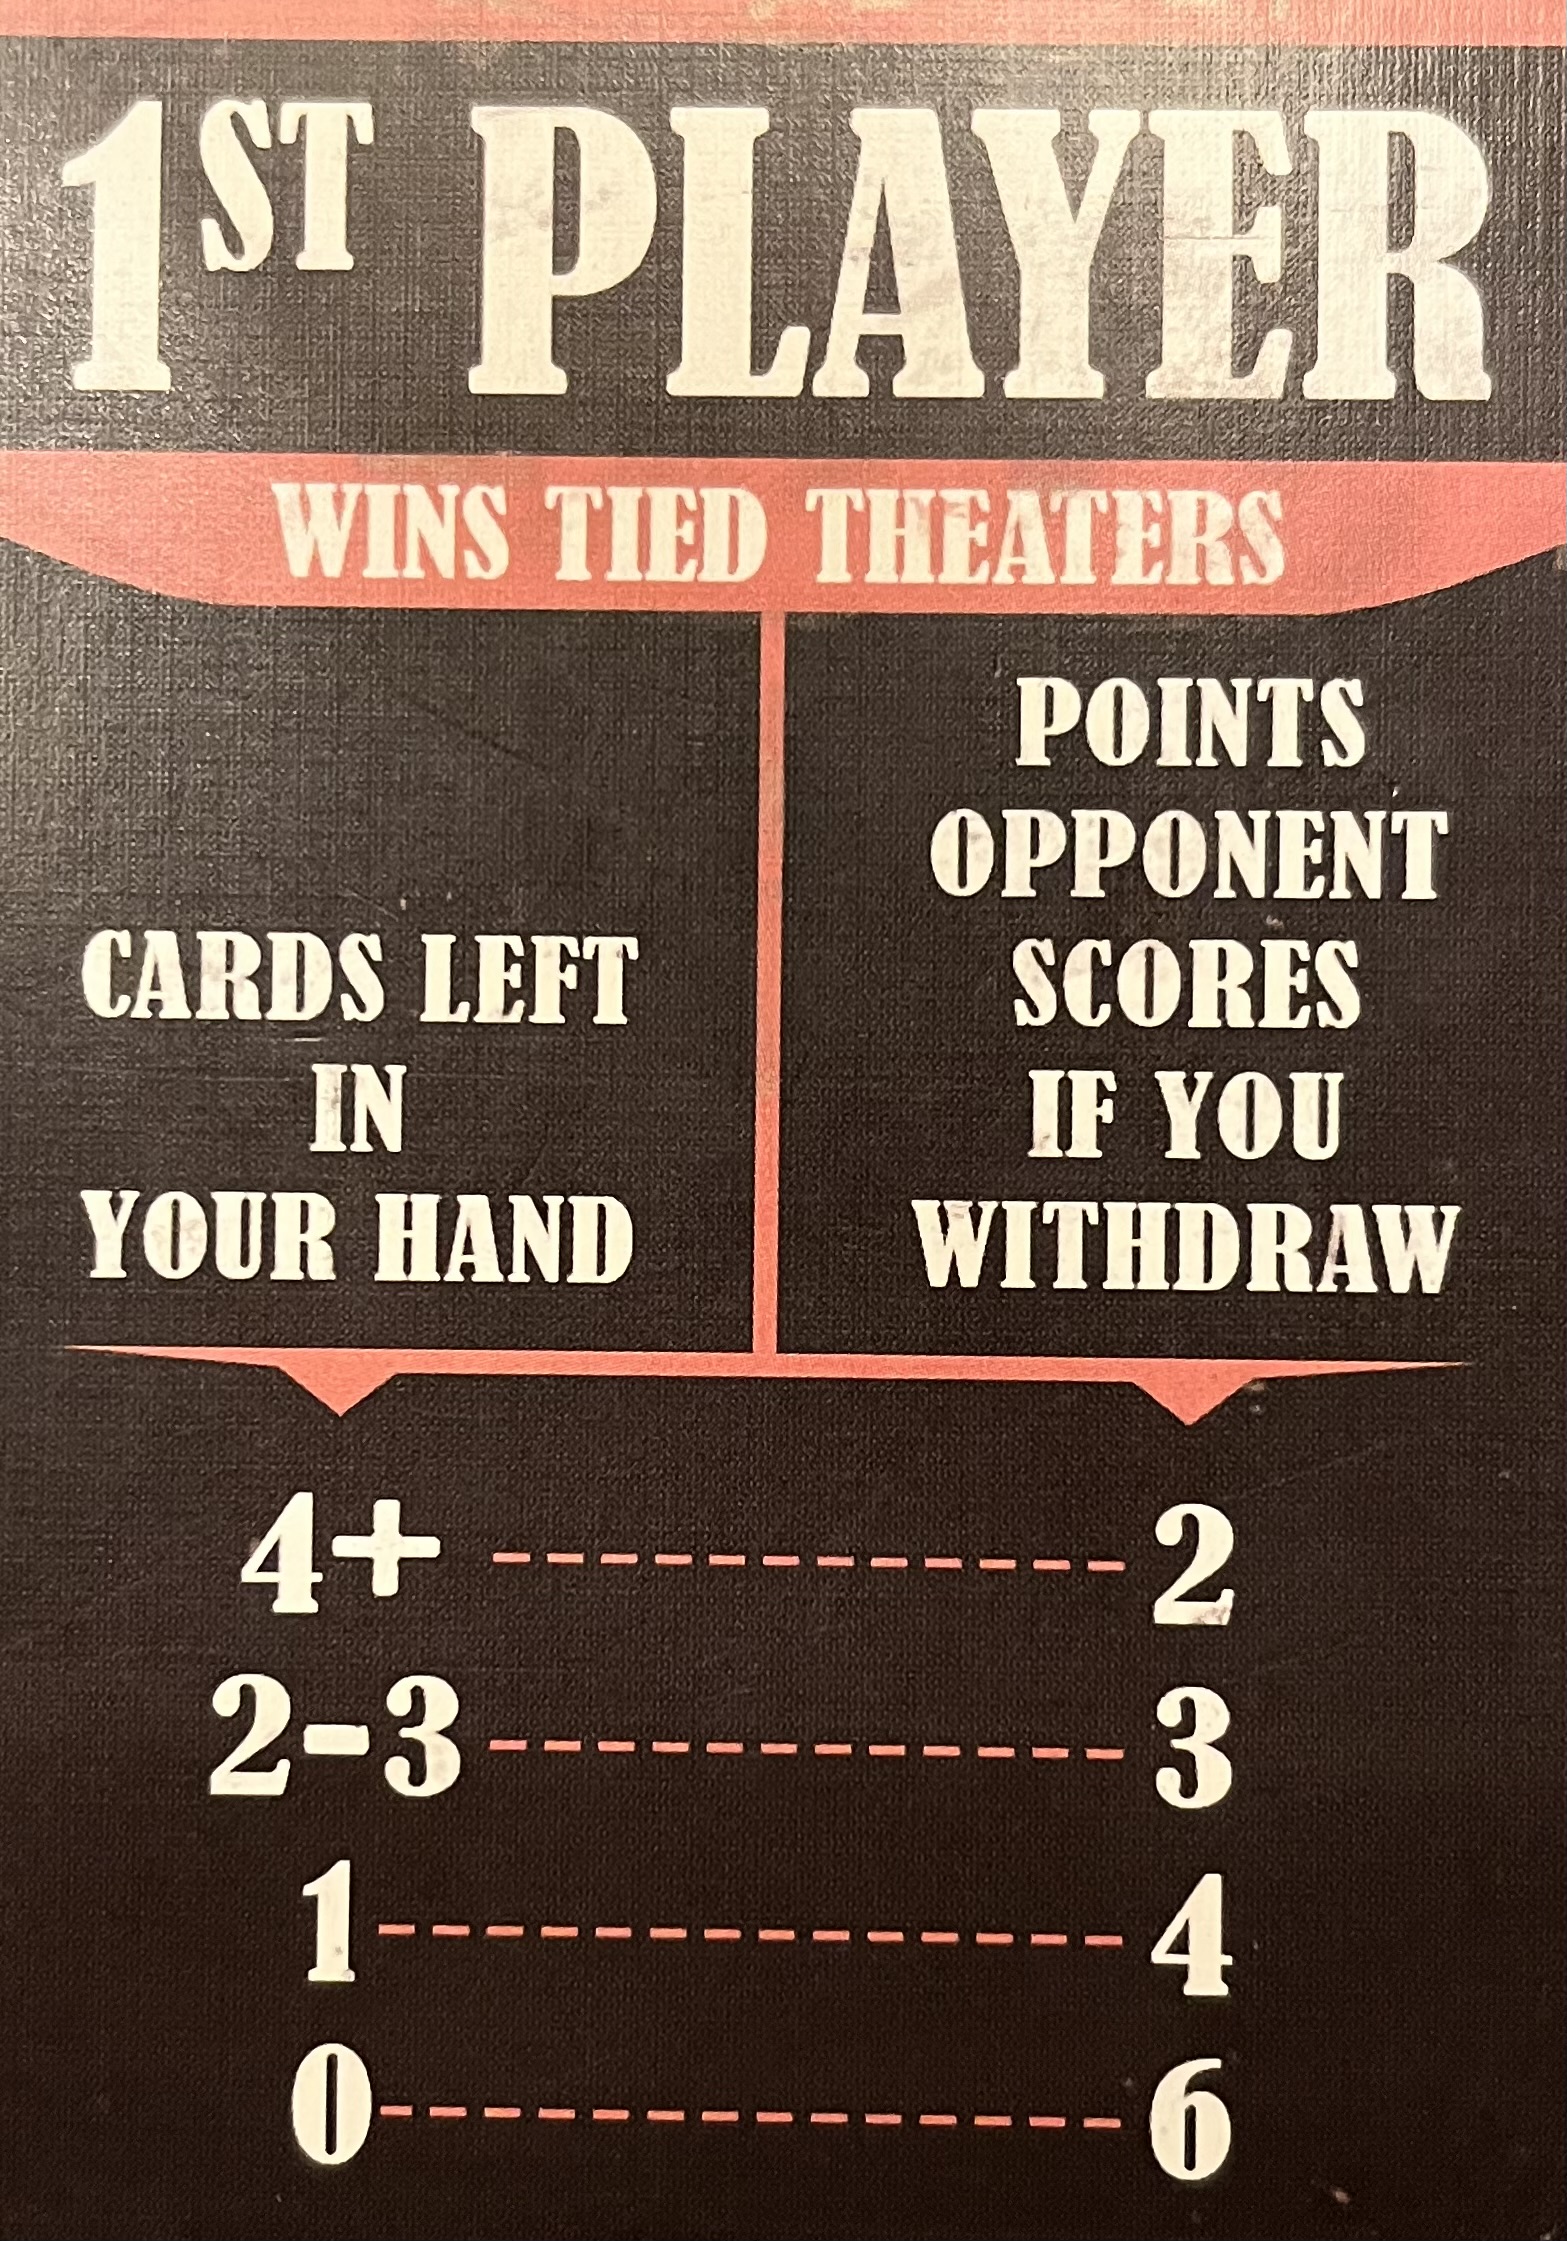 1ST PLAYER
WINS TIED THEATERS
CARDS LEFT
IN
YOUR HAND
POINTS
OPPONENT
SCORES
IF YOU
WITHDRAW
4+ 2
2-3 3
1 4
0 6